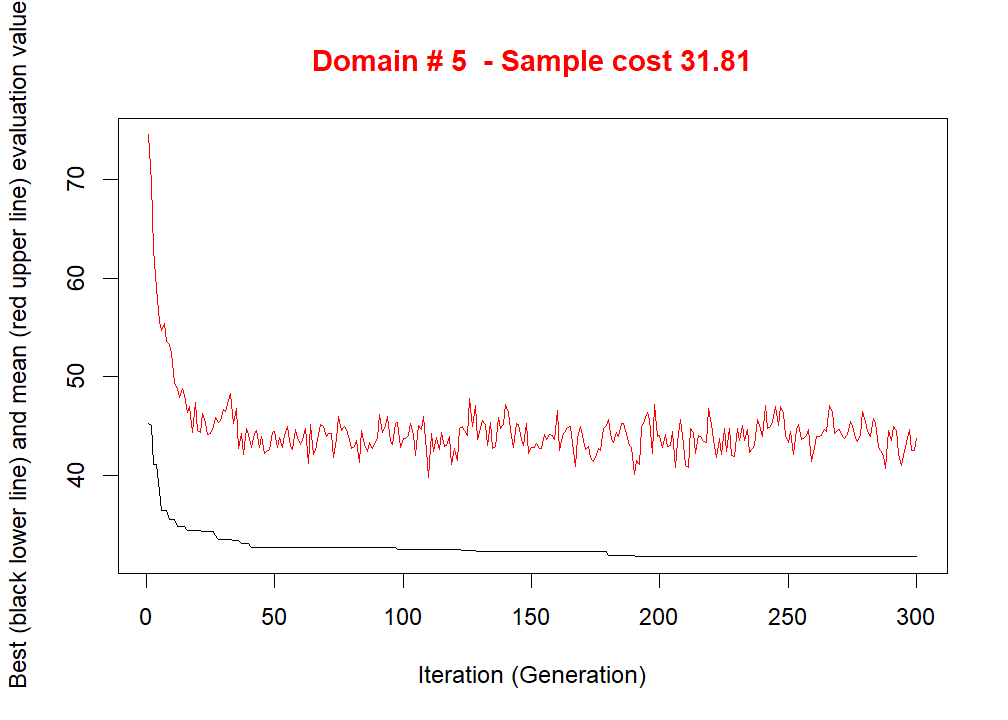 Domain # 5  - Sample cost 31.81
Best (black lower line) and mean (red upper line) evaluation value
70
60
50
40
0 50 100 150 200 250 300
Iteration (Generation)